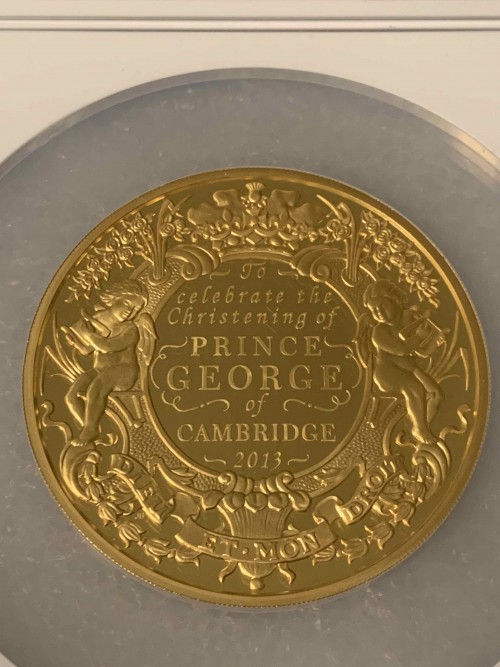 To
celebrate the
Christening of
PRINCE
GEORGE
of
CAMBRIDGE
2013
DIEU
ET·MON
DROIT